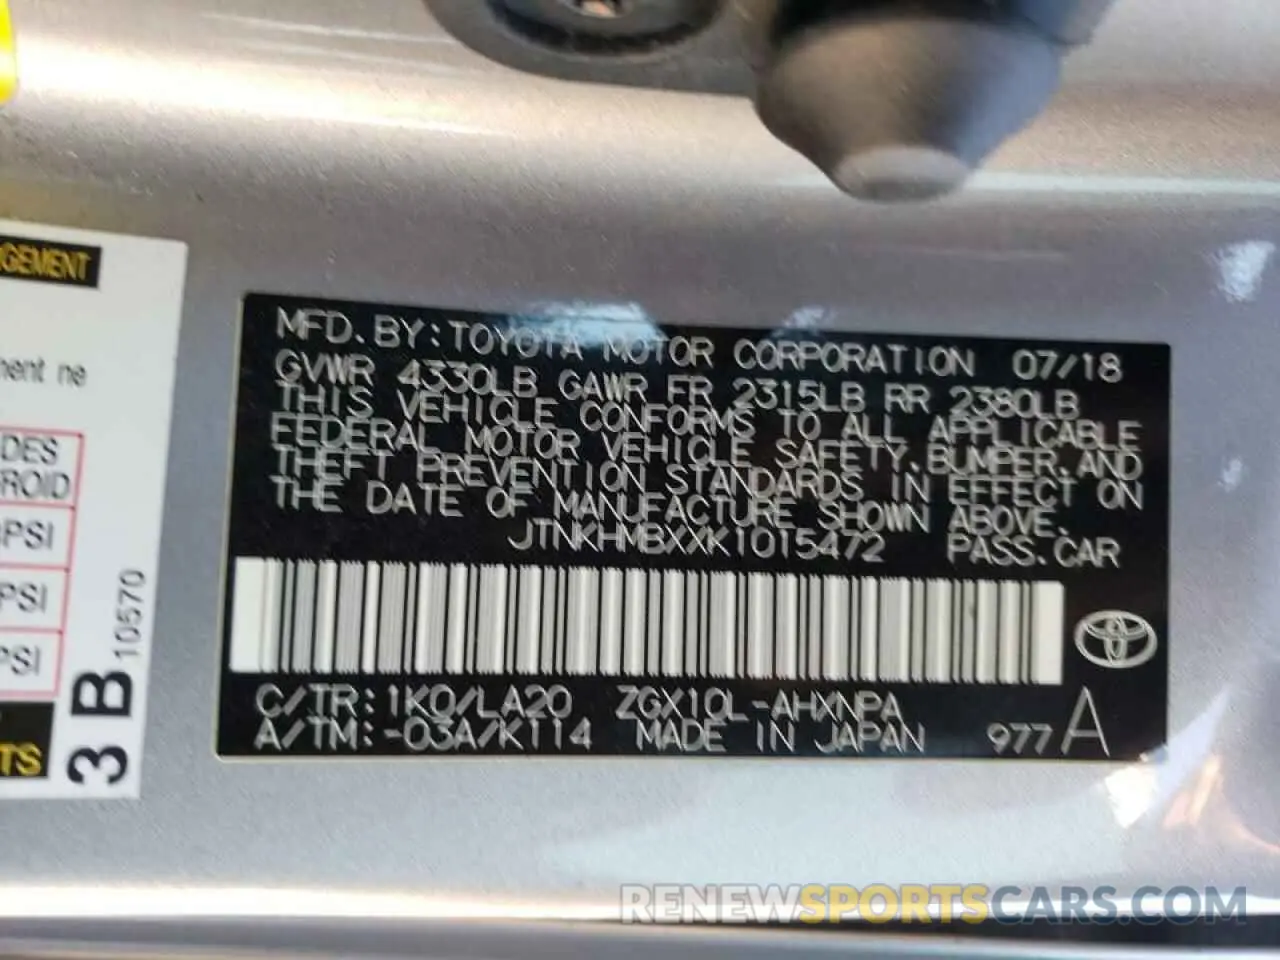 GEMENT
nent ne
DES
ROID
PSI
PSI
PSI
TS
3 B 10570
MFD. BY: TOYOTA MOTOR CORPORATION 07/18
GVWR 4330LB GAWR FR 2315LB RR 2380LB
THIS VEHICLE CONFORMS TO ALL APPLICABLE
FEDERAL MOTOR VEHICLE SAFETY, BUMPER, AND
THEFT PREVENTION STANDARDS IN EFFECT ON
THE DATE OF MANUFACTURE SHOWN ABOVE.
JTNKHMBXXK1015472 PASS. CAR
C/TR: 1K0/LA20 ZGX10L-AHXNPA
A/TM: -03A/K114 MADE IN JAPAN 977 A
RENEWSPORTSCARS.COM